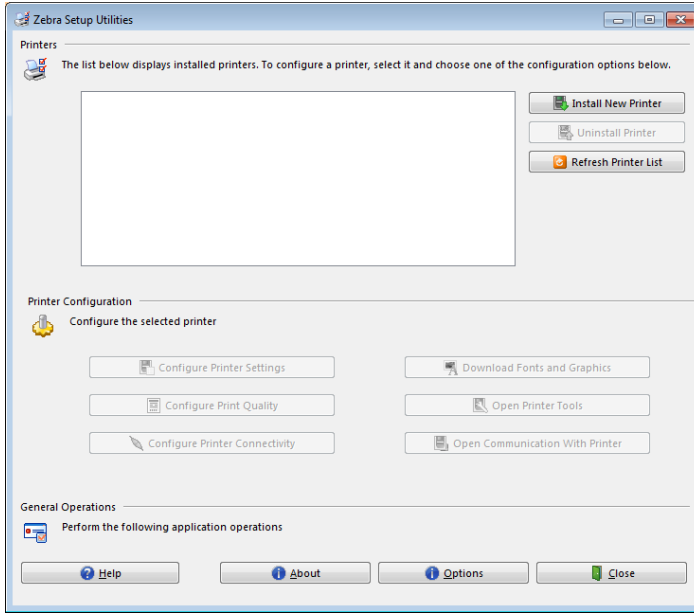 Zebra Setup Utilities
Printers
The list below displays installed printers. To configure a printer, select it and choose one of the configuration options below.
Install New Printer
Uninstall Printer
Refresh Printer List
Printer Configuration
Configure the selected printer
Configure Printer Settings
Download Fonts and Graphics
Configure Print Quality
Open Printer Tools
Configure Printer Connectivity
Open Communication With Printer
General Operations
Perform the following application operations
Help
About
Options
Close